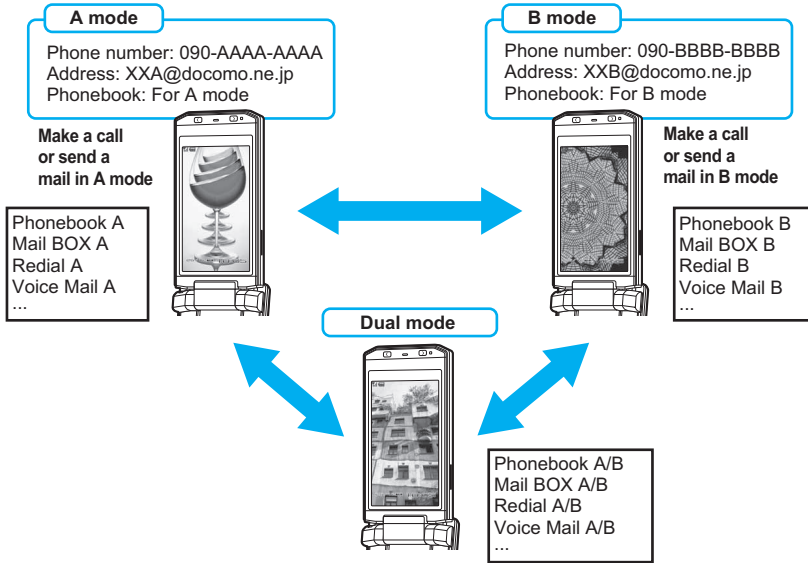 A mode
Phone number: 090-AAAA-AAAA
Address: XXA@docomo.ne.jp
Phonebook: For A mode
B mode
Phone number: 090-BBBB-BBBB
Address: XXB@docomo.ne.jp
Phonebook: For B mode
Make a call
or send a
mail in A mode
Make a call
or send a
mail in B mode
Phonebook A
Mail BOX A
Redial A
Voice Mail A
...
Phonebook B
Mail BOX B
Redial B
Voice Mail B
...
Dual mode
Phonebook A/B
Mail BOX A/B
Redial A/B
Voice Mail A/B
...